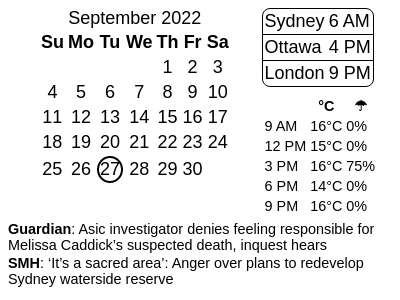 September 2022
Su Mo Tu We Th Fr Sa
1 2 3
4 5 6 7 8 9 10
11 12 13 14 15 16 17
18 19 20 21 22 23 24
25 26 27 28 29 30
Sydney 6 AM
Ottawa 4 PM
London 9 PM
°C ☂
9 AM 16°C 0%
12 PM 15°C 0%
3 PM 16°C 75%
6 PM 14°C 0%
9 PM 16°C 0%
Guardian: Asic investigator denies feeling responsible for
Melissa Caddick’s suspected death, inquest hears
SMH: ‘It’s a sacred area’: Anger over plans to redevelop
Sydney waterside reserve